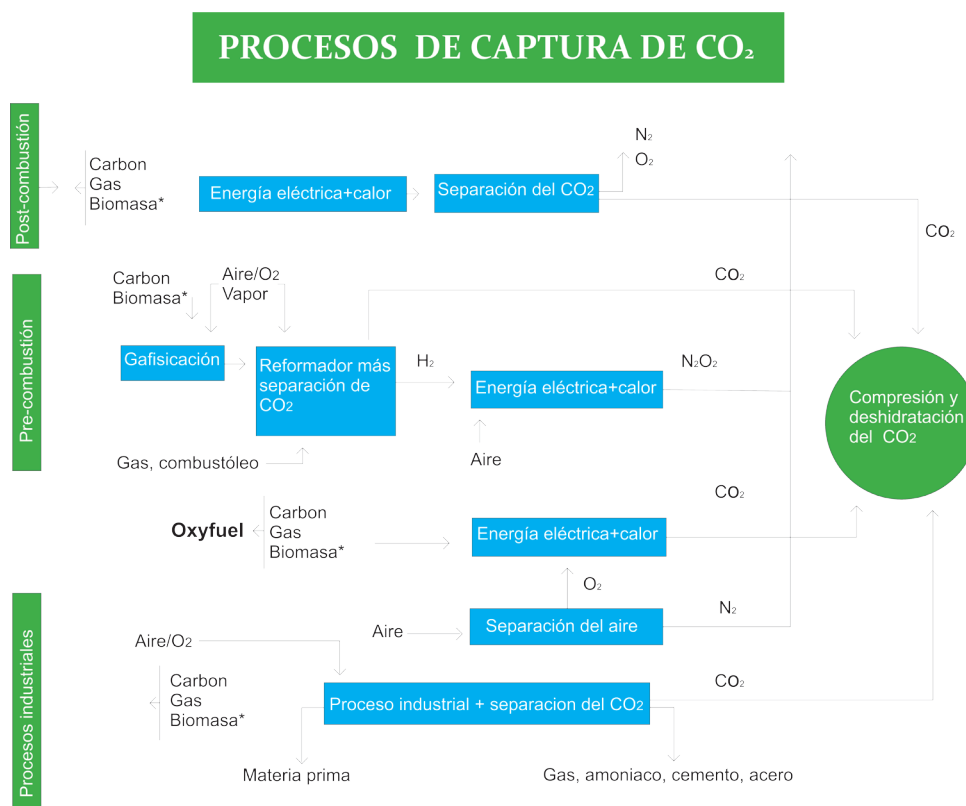 PROCESOS DE CAPTURA DE CO₂
Post-combustión
Carbon
Gas
Biomasa*
Energía eléctrica+calor
Separación del CO2
N2
O2
CO2
Pre-combustión
Carbon
Biomasa*
Aire/O2
Vapor
CO2
Gafisicación
Reformador más
separación de
CO2
H2
Energía eléctrica+calor
N2O2
Gas, combustóleo
Aire
Compresión y
deshidratación
del CO2
Oxyfuel
Carbon
Gas
Biomasa*
Energía eléctrica+calor
CO2
O2
Aire
Separación del aire
N2
Procesos industriales
Aire/O2
Carbon
Gas
Biomasa*
Proceso industrial + separacion del CO2
CO2
Materia prima
Gas, amoniaco, cemento, acero